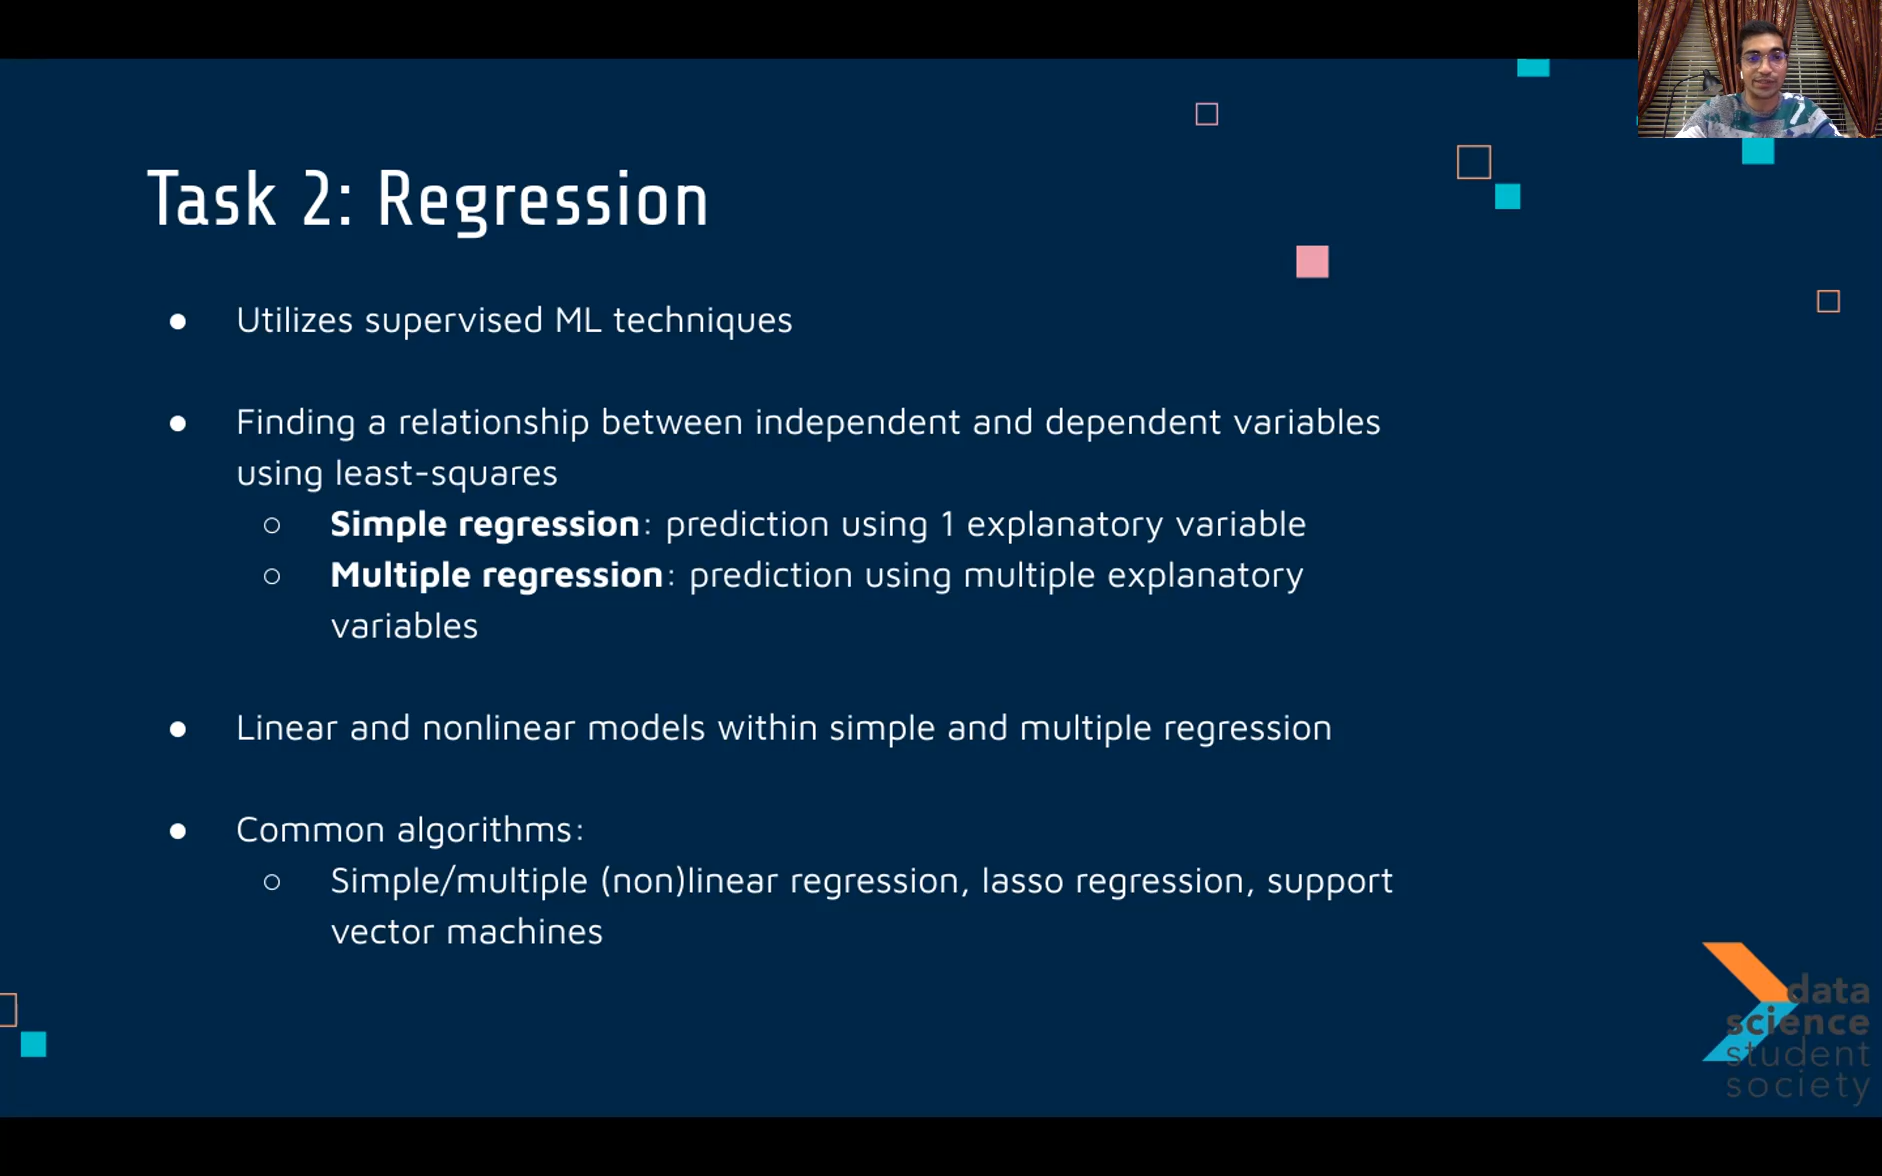 Task 2: Regression
● Utilizes supervised ML techniques
● Finding a relationship between independent and dependent variables
using least-squares
○ Simple regression: prediction using 1 explanatory variable
○ Multiple regression: prediction using multiple explanatory
variables
● Linear and nonlinear models within simple and multiple regression
● Common algorithms:
○ Simple/multiple (non)linear regression, lasso regression, support
vector machines
data
science
student
society